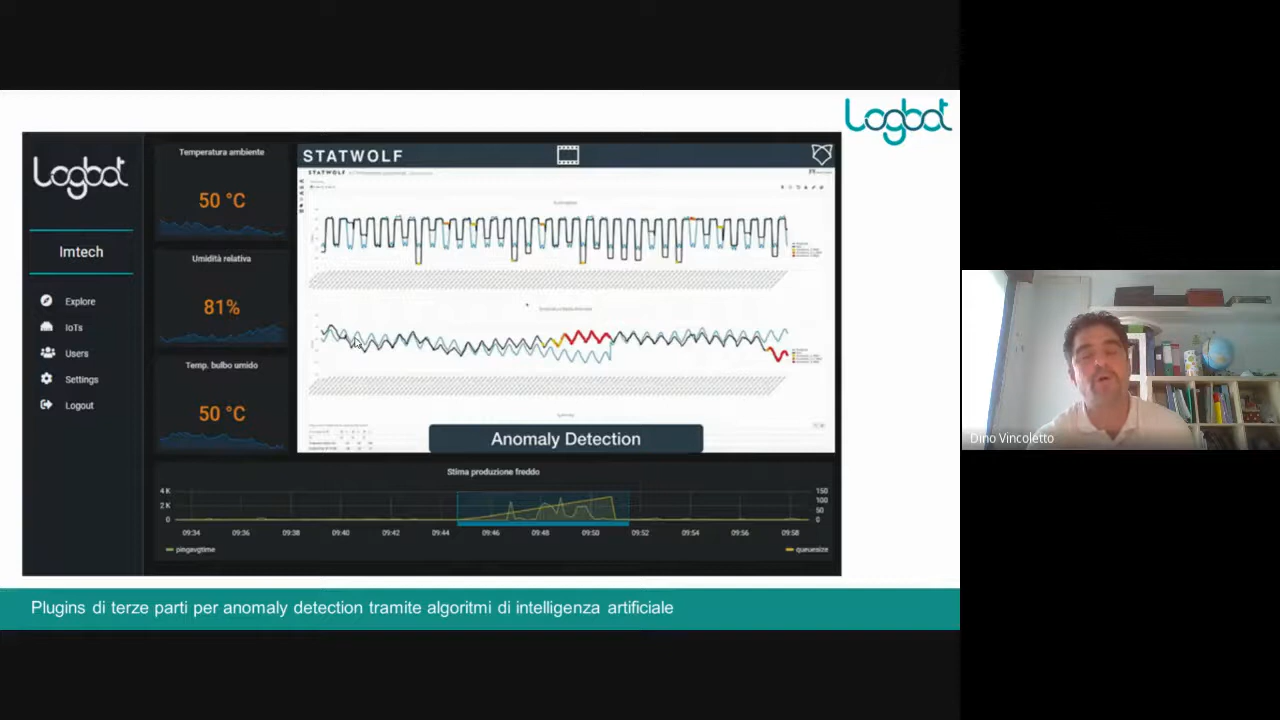 Logbot
Logbot
Imtech
Explore
IoTs
Users
Settings
Logout
Temperatura ambiente
50 °C
Umidità relativa
81%
Temp. bulbo umido
50 °C
STATWOLF
STATWOLF
Anomaly Detection
Stima produzione freddo
4 K
2 K
0
150
100
50
0
09:34 09:36 09:38 09:40 09:42 09:44 09:46 09:48 09:50 09:52 09:54 09:56 09:58
pingavgtime
queuesize
Plugins di terze parti per anomaly detection tramite algoritmi di intelligenza artificiale
Dino Vincoletto